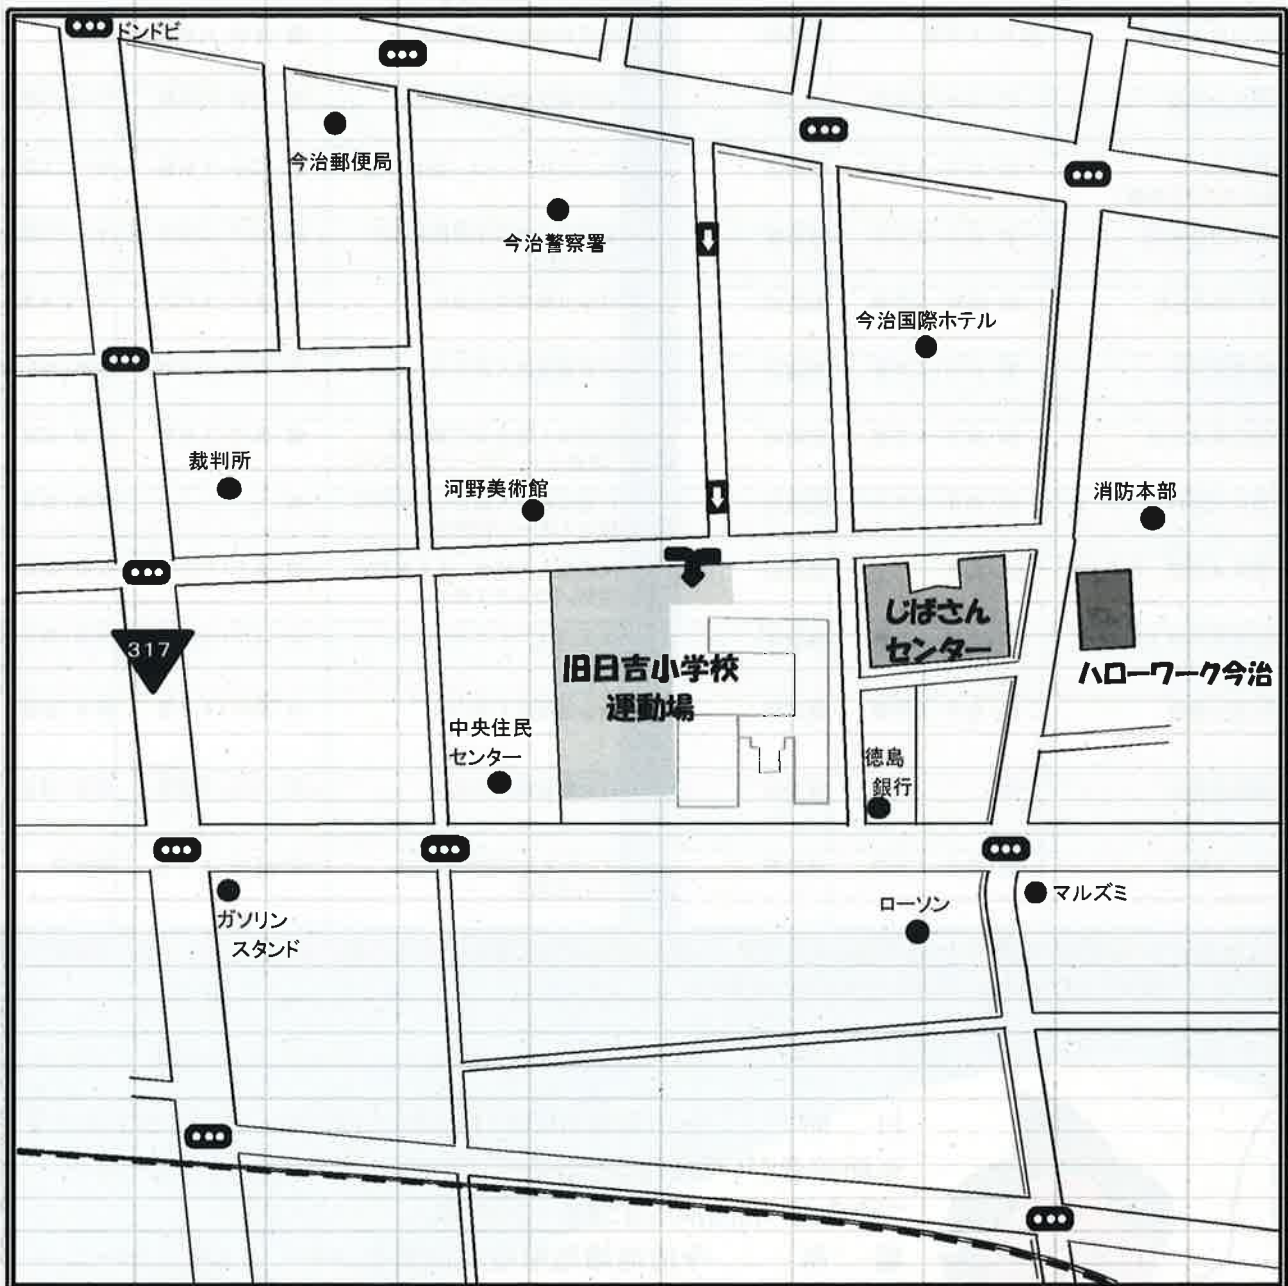 ドンドビ
今治郵便局
今治警察署
今治国際ホテル
裁判所
河野美術館
消防本部
じばさん
センター
317
旧日吉小学校
運動場
ハローワーク今治
中央住民
センター
徳島
銀行
ガソリン
スタンド
ローソン
マルズミ